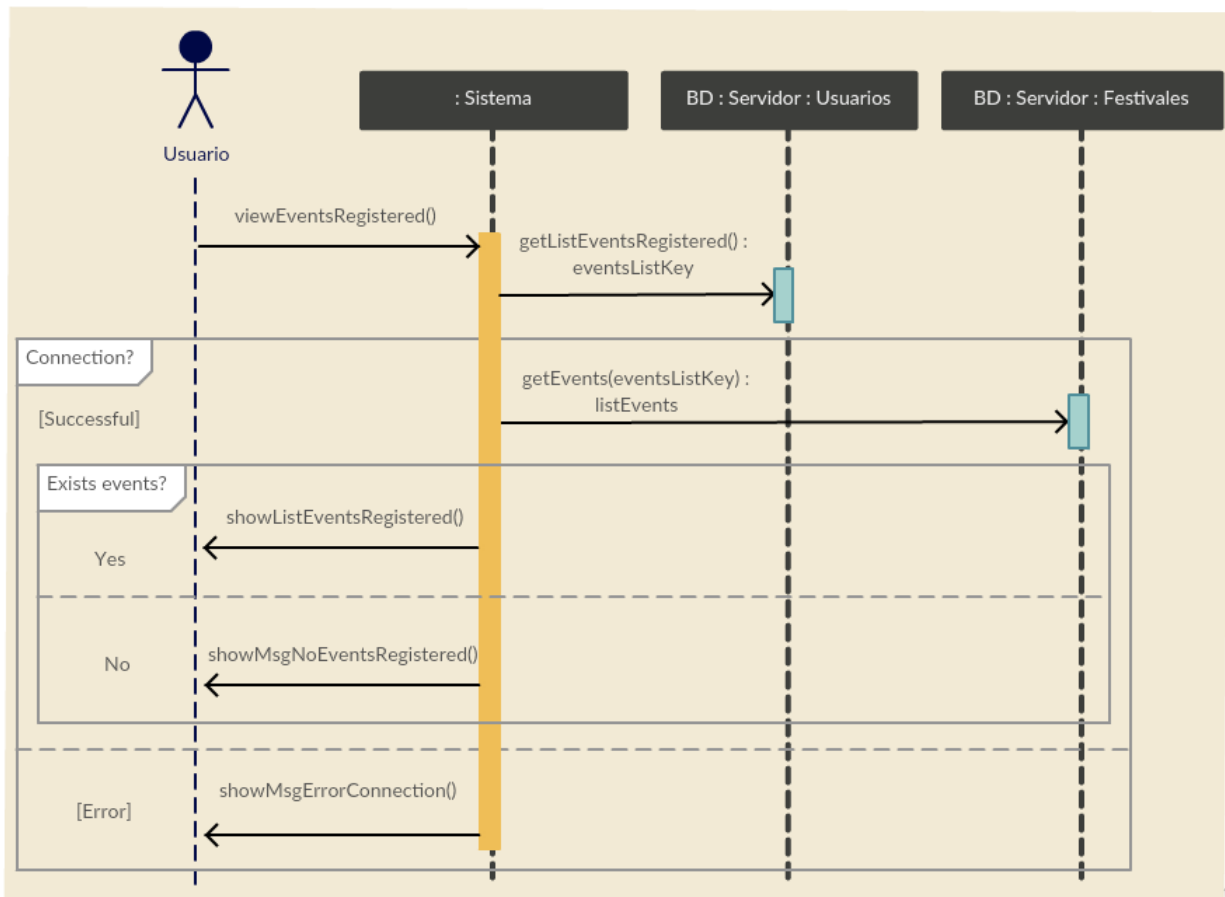 : Sistema
BD : Servidor : Usuarios
BD : Servidor : Festivales
Usuario
viewEventsRegistered()
getListEventsRegistered() :
eventsListKey
Connection?
getEvents(eventsListKey) :
listEvents
[Successful]
Exists events?
showListEventsRegistered()
Yes
showMsgNoEventsRegistered()
No
showMsgErrorConnection()
[Error]